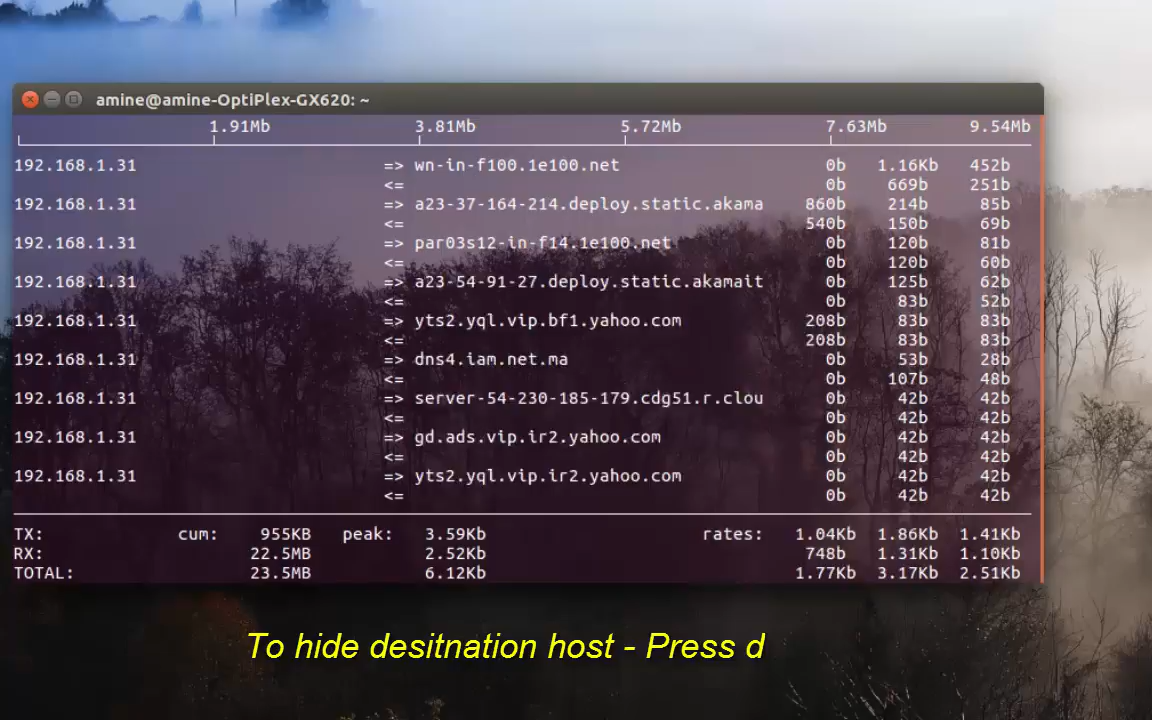 amine@amine-OptiPlex-GX620: ~
1.91Mb 3.81Mb 5.72Mb 7.63Mb 9.54Mb
192.168.1.31 => wn-in-f100.1e100.net 0b 1.16Kb 452b
<= 0b 669b 251b
192.168.1.31 => a23-37-164-214.deploy.static.akama 860b 214b 85b
<= 540b 150b 69b
192.168.1.31 => par03s12-in-f14.1e100.net 0b 120b 81b
<= 0b 120b 60b
192.168.1.31 => a23-54-91-27.deploy.static.akamait 0b 125b 62b
<= 0b 83b 52b
192.168.1.31 => yts2.yql.vip.bf1.yahoo.com 208b 83b 83b
<= 208b 83b 83b
192.168.1.31 => dns4.iam.net.ma 0b 53b 28b
<= 0b 107b 48b
192.168.1.31 => server-54-230-185-179.cdg51.r.clou 0b 42b 42b
<= 0b 42b 42b
192.168.1.31 => gd.ads.vip.ir2.yahoo.com 0b 42b 42b
<= 0b 42b 42b
192.168.1.31 => yts2.yql.vip.ir2.yahoo.com 0b 42b 42b
<= 0b 42b 42b
TX: cum: 955KB peak: 3.59Kb rates: 1.04Kb 1.86Kb 1.41Kb
RX: 22.5MB 2.52Kb 748b 1.31Kb 1.10Kb
TOTAL: 23.5MB 6.12Kb 1.77Kb 3.17Kb 2.51Kb
To hide desitnation host - Press d